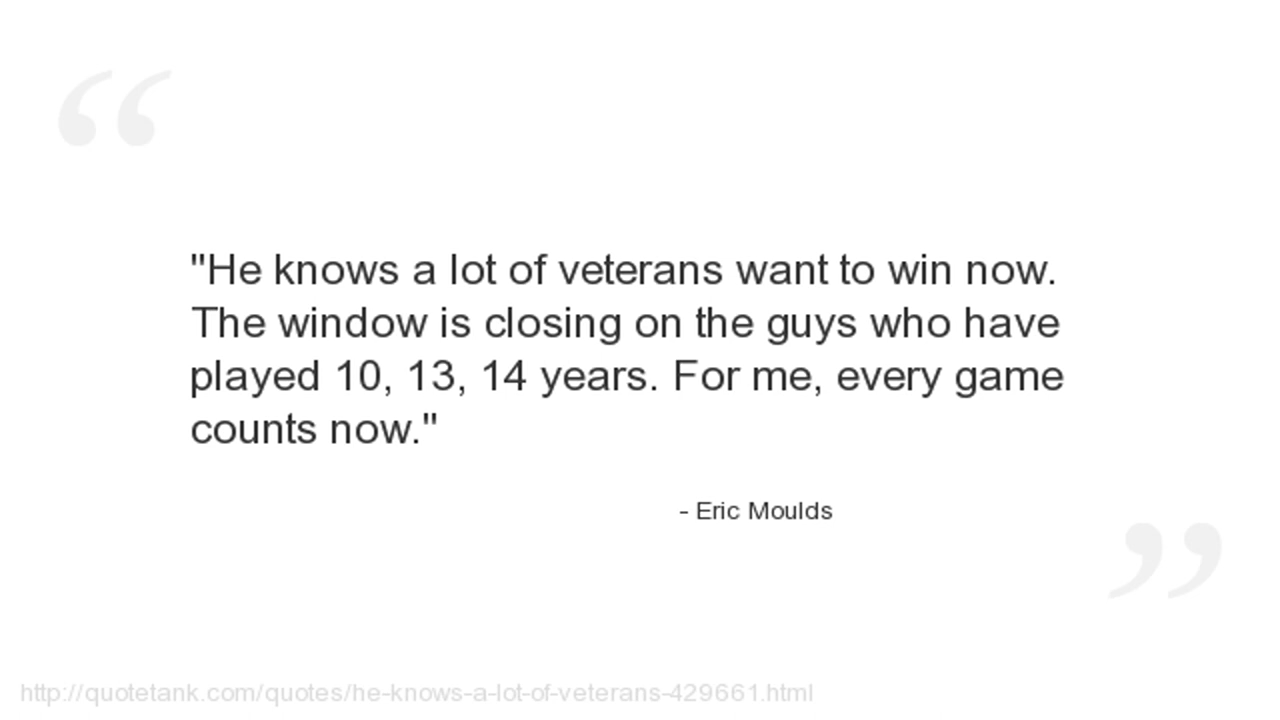 "He knows a lot of veterans want to win now.
The window is closing on the guys who have
played 10, 13, 14 years. For me, every game
counts now."
- Eric Moulds
http://quotetank.com/quotes/he-knows-a-lot-of-veterans-429661.html